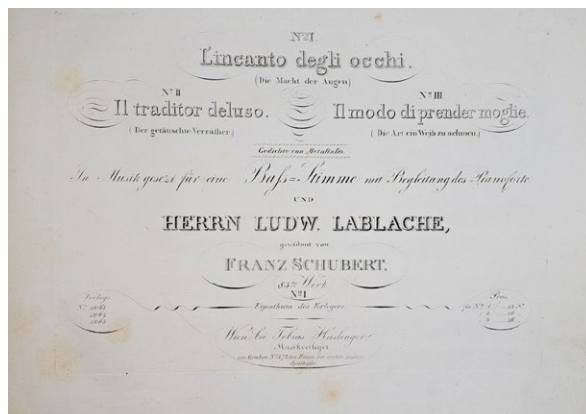 No. I.
L'incanto degli occhi.
(Die Macht der Augen)
No. II No. III
Il traditor deluso. Il modo di prender moglie.
(Der getäuschte Verräther.) (Die Art ein Weib zu nehmen.)
Gedichte von Metastasio.
In Musik gesezt für eine Bass=Stimme mit Begleitung des Pianoforte
UND
HERRN LUDW. LABLACHE,
gewidmet von
FRANZ SCHUBERT.
83tes Werk
No. I
Eigenthum des Verlegers.
Wien, bei Tobias Haslinger,
Musikverleger